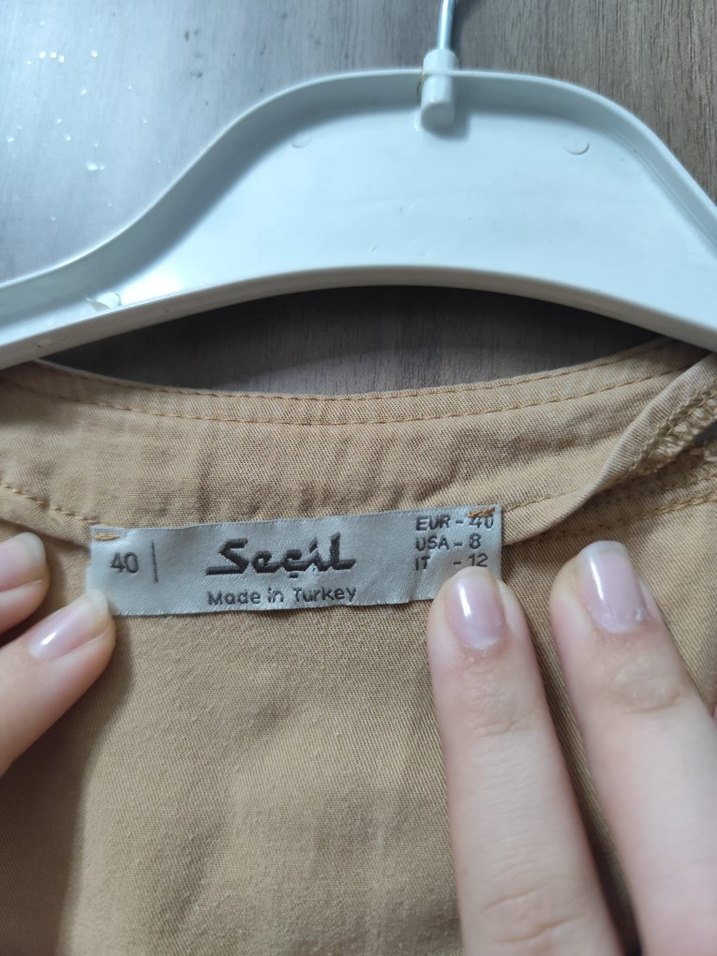 40
Seçil
Made in Turkey
EUR - 40
USA - 8
IT - 12